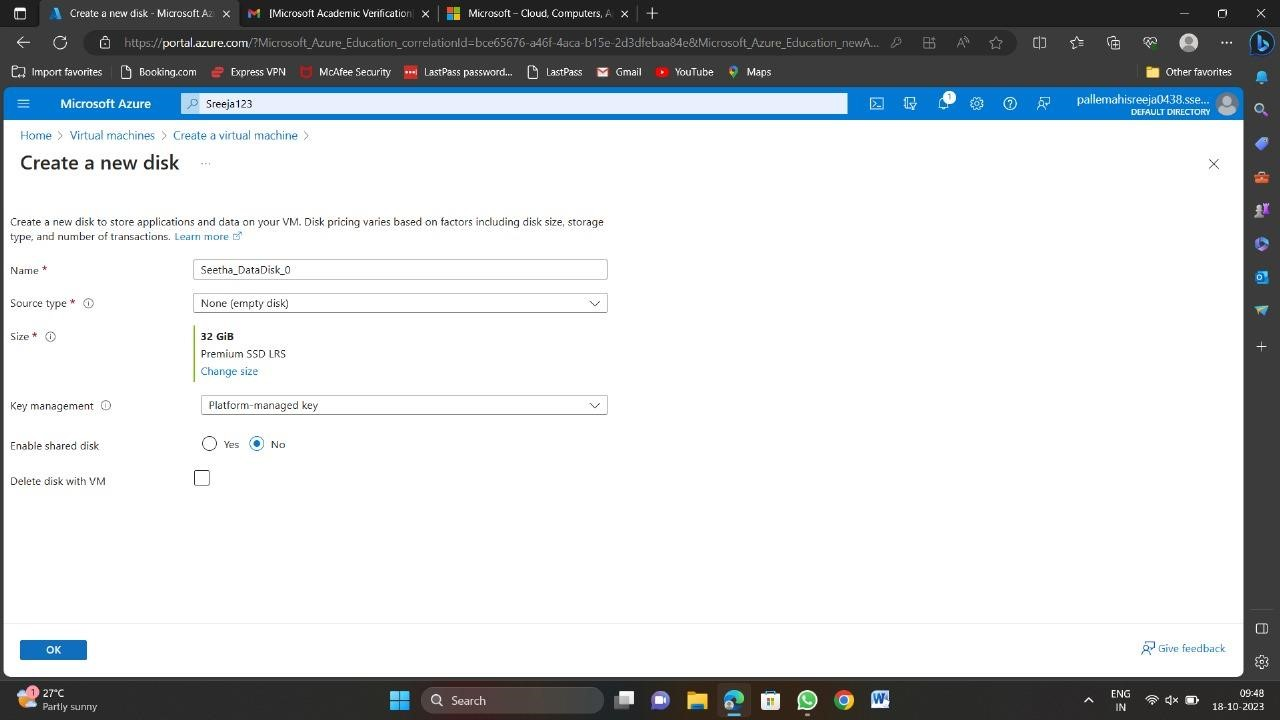 Create a new disk - Microsoft Az
[Microsoft Academic Verification]
Microsoft – Cloud, Computers, A
https://portal.azure.com/?Microsoft_Azure_Education_correlationId=bce65676-a46f-4aca-b15e-2d3dfebaa84e&Microsoft_Azure_Education_newA...
Import favorites
Booking.com
Express VPN
McAfee Security
LastPass password...
LastPass
Gmail
YouTube
Maps
Other favorites
Microsoft Azure
Sreeja123
1
pallemahisreeja0438.sse...
DEFAULT DIRECTORY
Home > Virtual machines > Create a virtual machine >
Create a new disk ...
Create a new disk to store applications and data on your VM. Disk pricing varies based on factors including disk size, storage
type, and number of transactions. Learn more
Name *
Seetha_DataDisk_0
Source type *
None (empty disk)
Size *
32 GiB
Premium SSD LRS
Change size
Key management
Platform-managed key
Enable shared disk
Yes No
Delete disk with VM
OK
Give feedback
1
27°C
Partly sunny
Search
ENG
IN
09:48
18-10-2023